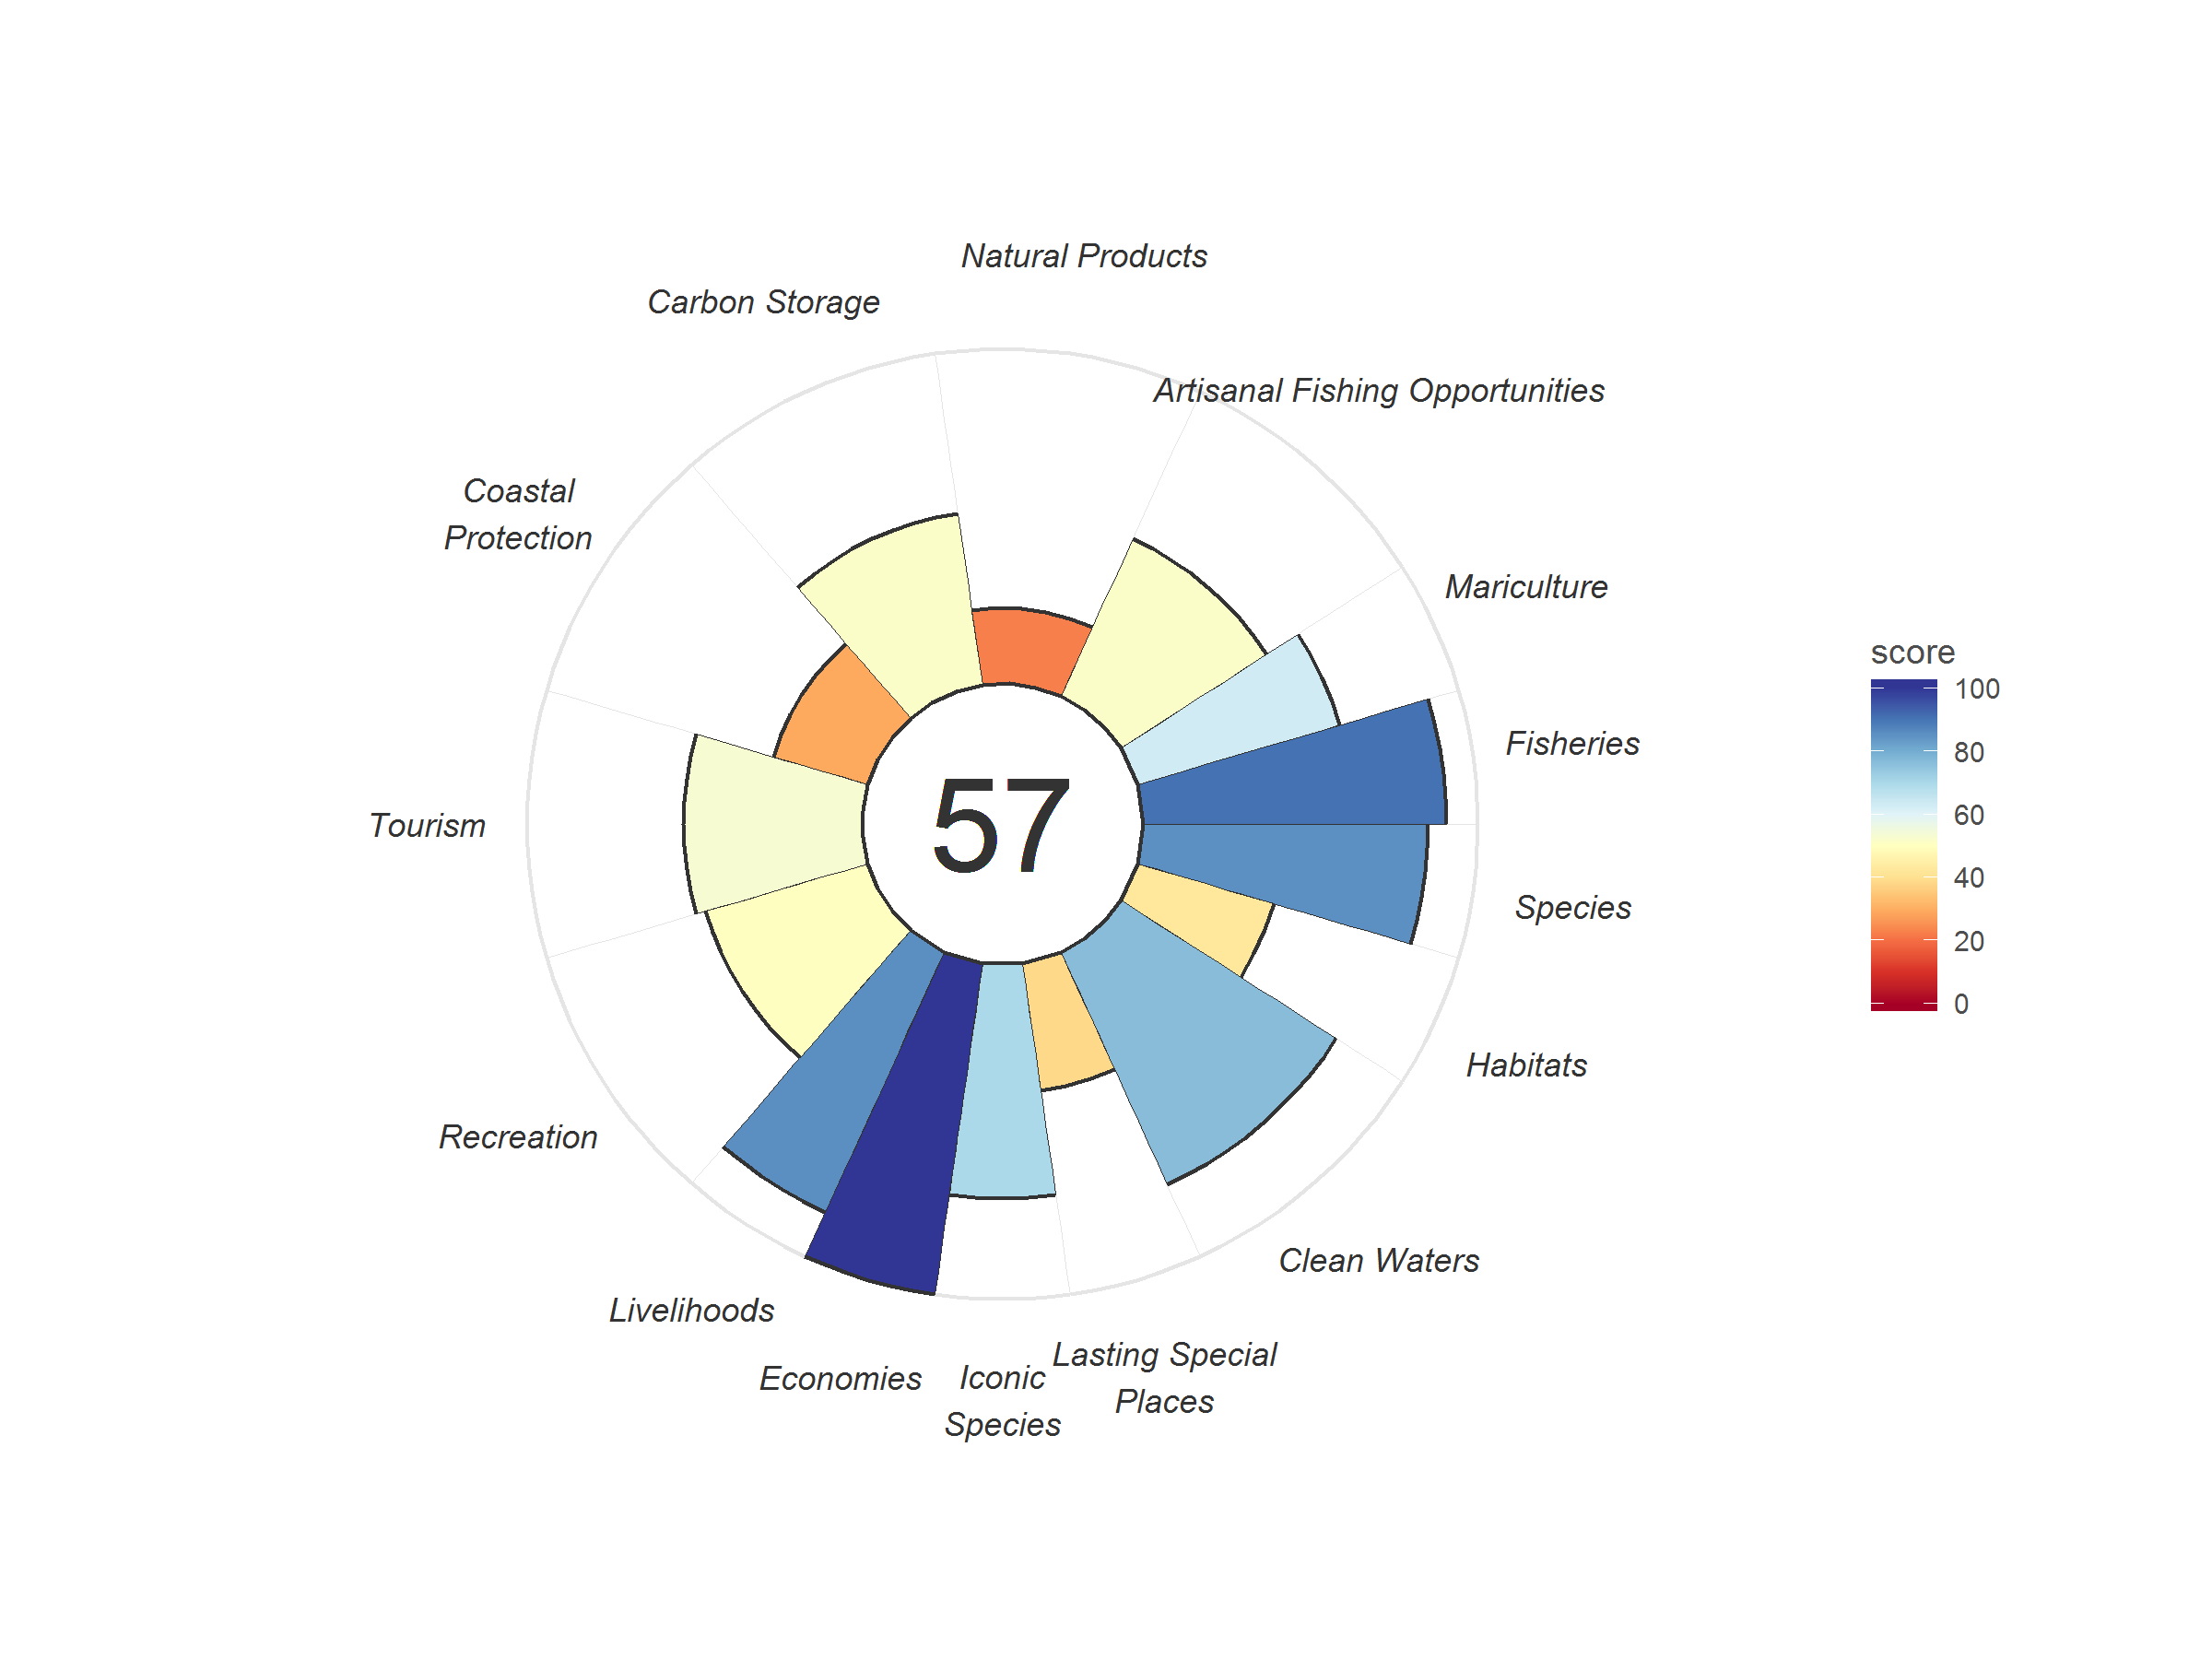 Natural Products
Carbon Storage
Artisanal Fishing Opportunities
Coastal
Protection
Mariculture
Fisheries
Tourism
57
Species
Habitats
Recreation
Clean Waters
Livelihoods
Economies
Iconic
Species
Lasting Special
Places
score
100
80
60
40
20
0